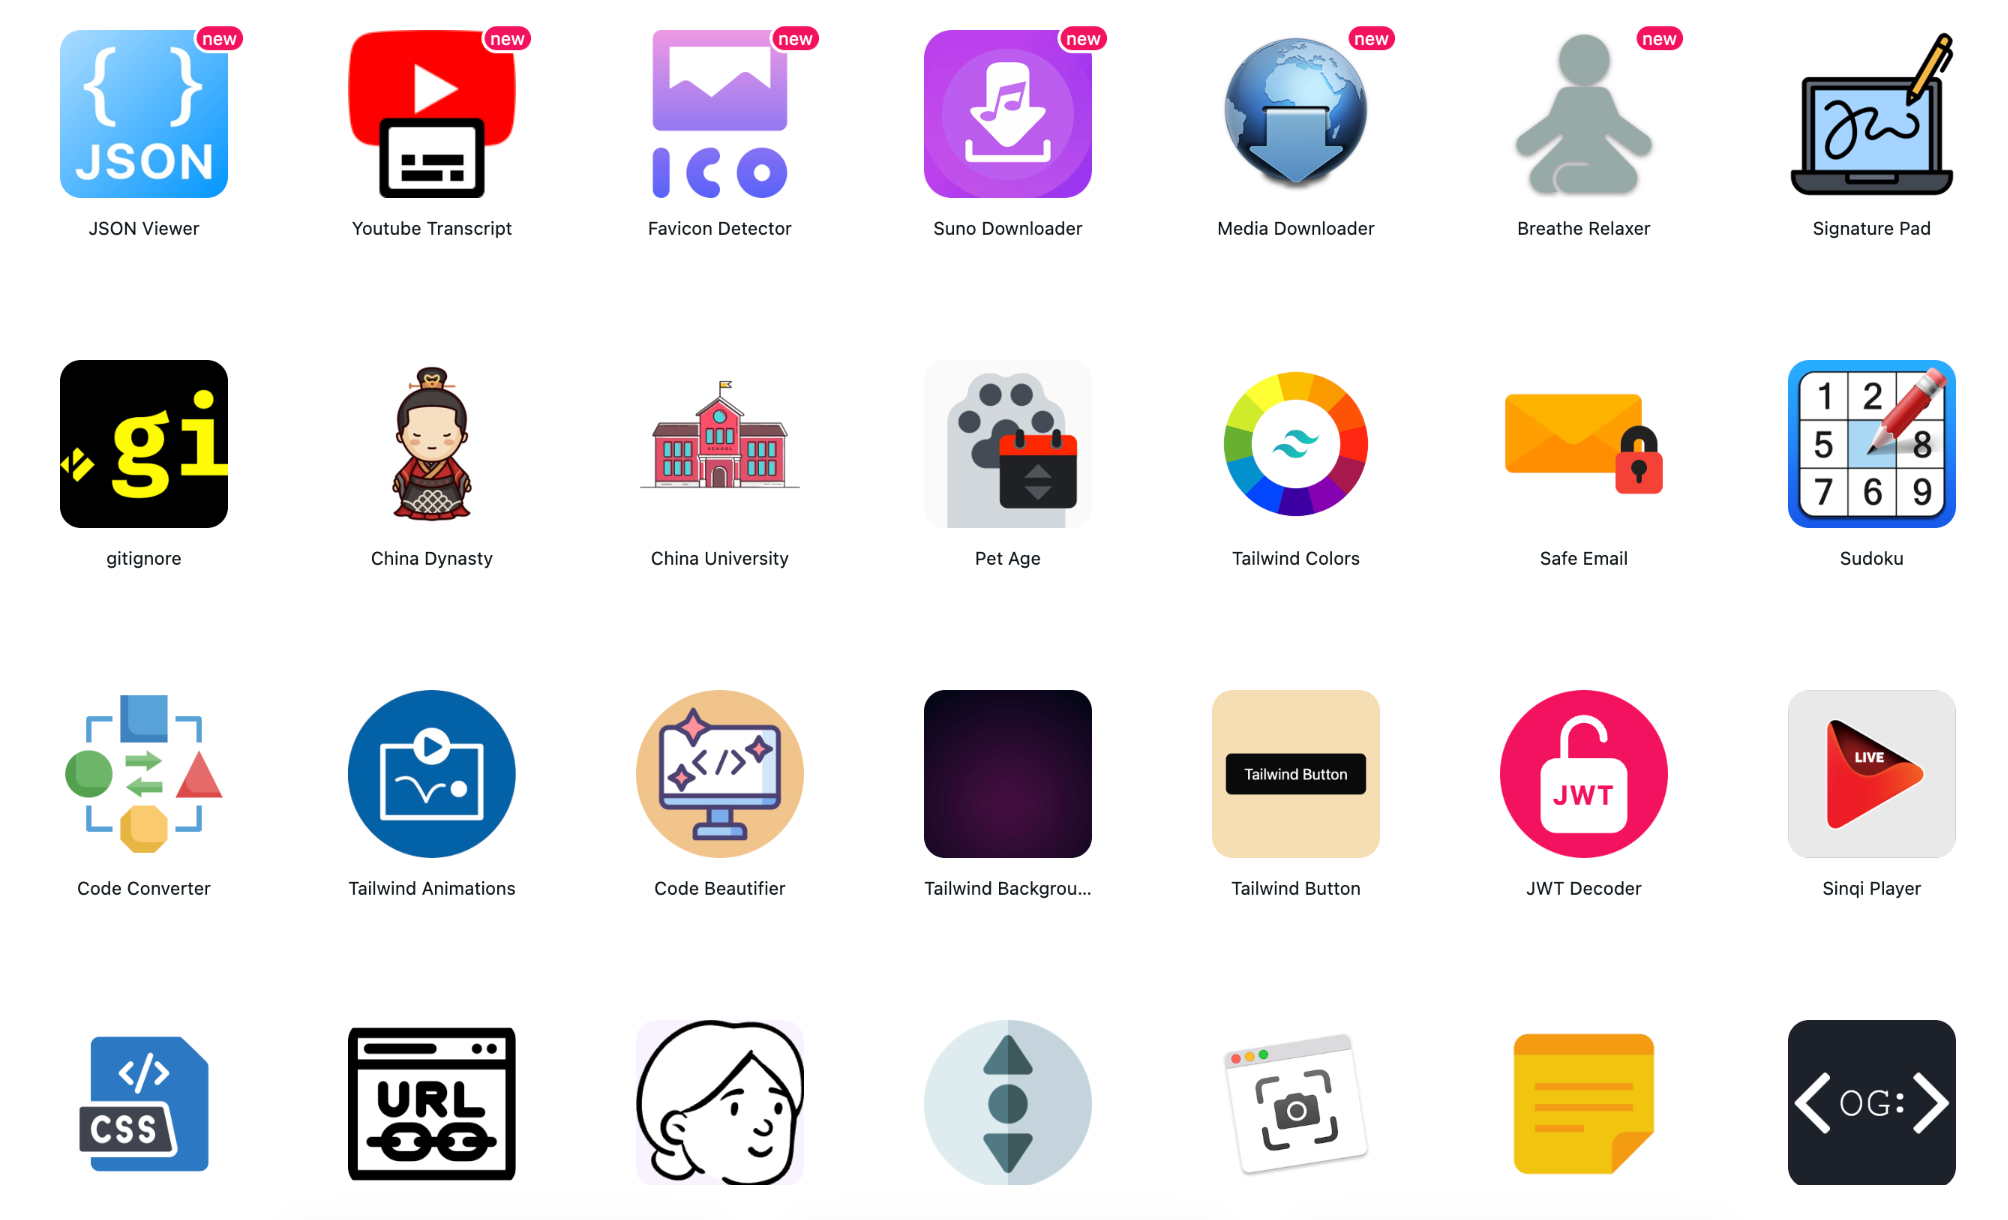 new
new
new
new
new
new
{ }
JSON
ICO
JSON Viewer
Youtube Transcript
Favicon Detector
Suno Downloader
Media Downloader
Breathe Relaxer
Signature Pad
gi
SCHOOL
1 2
5 8
7 6 9
gitignore
China Dynasty
China University
Pet Age
Tailwind Colors
Safe Email
Sudoku
</>
Tailwind Button
JWT
LIVE
Code Converter
Tailwind Animations
Code Beautifier
Tailwind Backgrou...
Tailwind Button
JWT Decoder
Sinqi Player
</>
CSS
URL
<OG:>